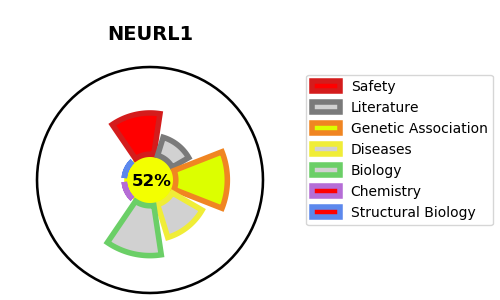 NEURL1
52%
Safety
Literature
Genetic Association
Diseases
Biology
Chemistry
Structural Biology